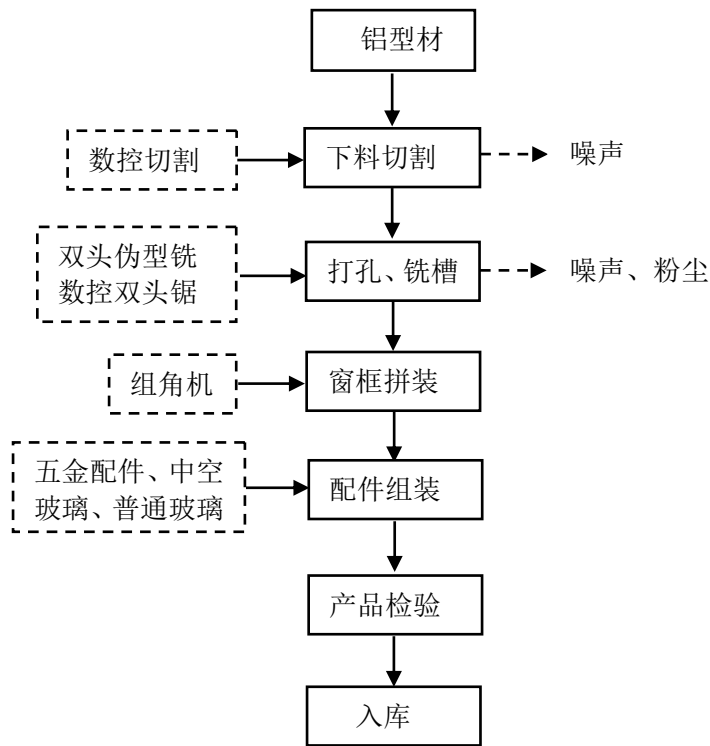 铝型材
数控切割
下料切割
噪声
双头伪型铣
数控双头锯
打孔、铣槽
噪声、粉尘
组角机
窗框拼装
五金配件、中空
玻璃、普通玻璃
配件组装
产品检验
入库